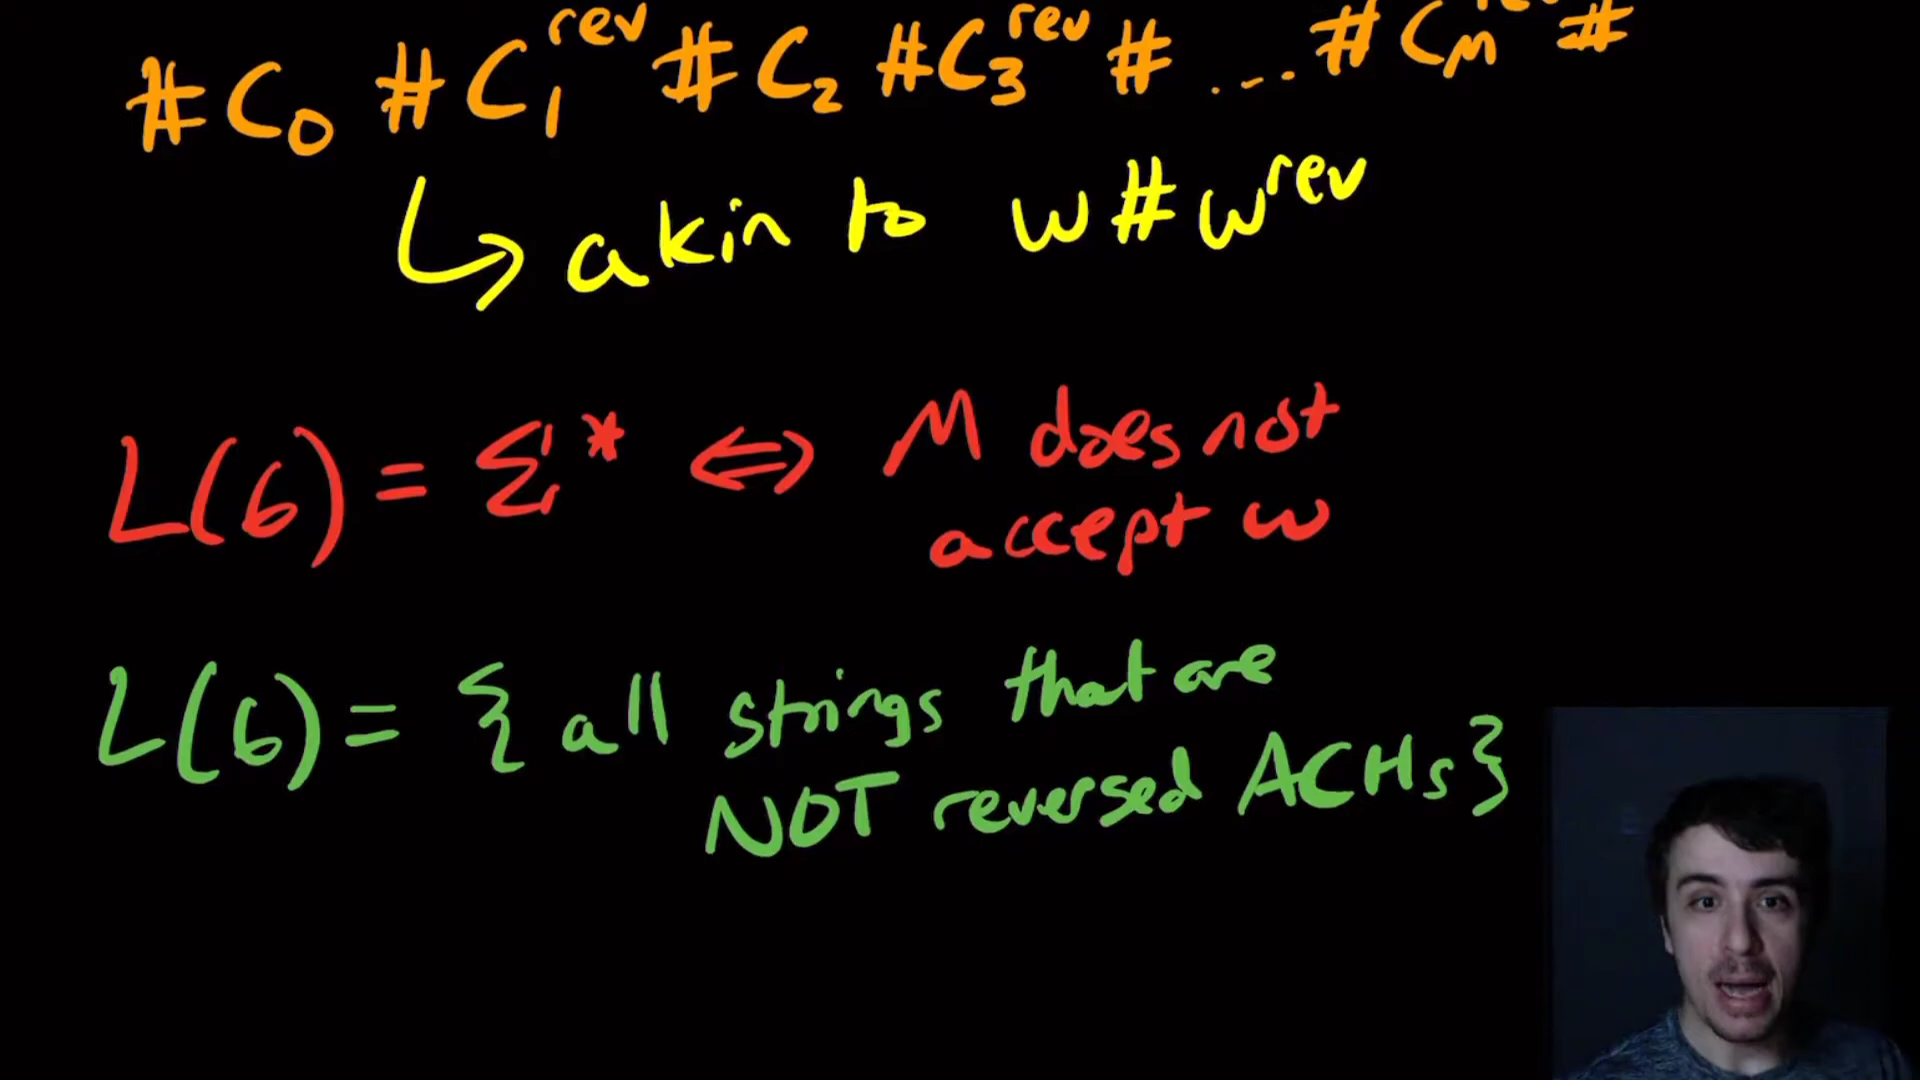 #C₀ #C₁ʳᵉᵛ #C₂ #C₃ʳᵉᵛ # ... #Cₘʳᵉᵛ #
↳ akin to w#wʳᵉᵛ
L(G) = Σ* ⇔ M does not
accept w
L(G) = { all strings that are
NOT reversed ACHs}